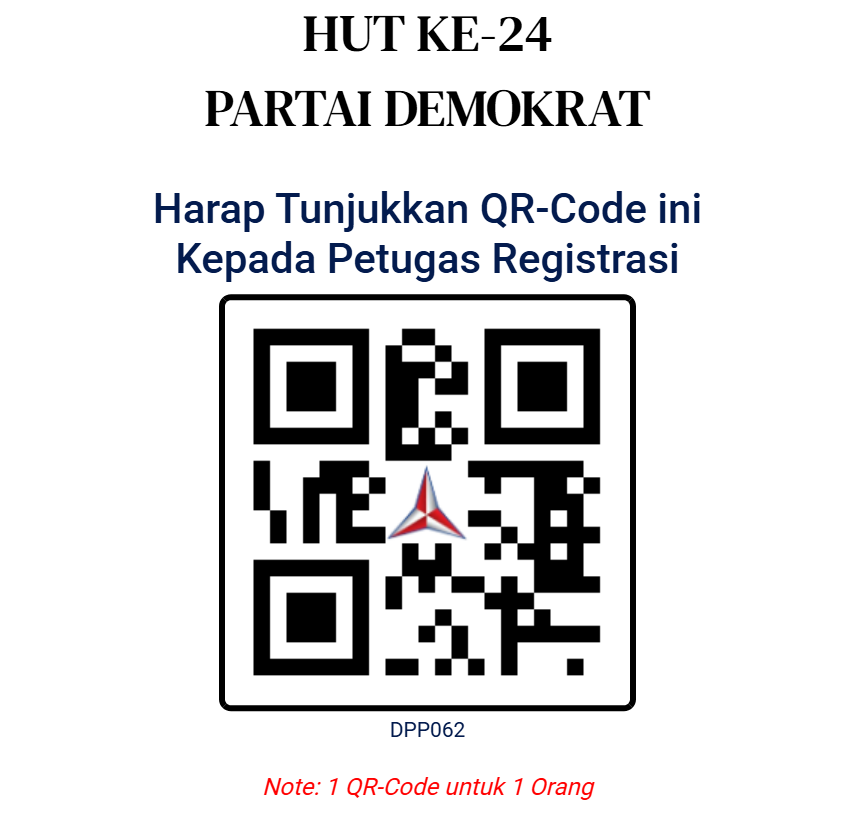 HUT KE-24
PARTAI DEMOKRAT
Harap Tunjukkan QR-Code ini
Kepada Petugas Registrasi
DPP062
Note: 1 QR-Code untuk 1 Orang